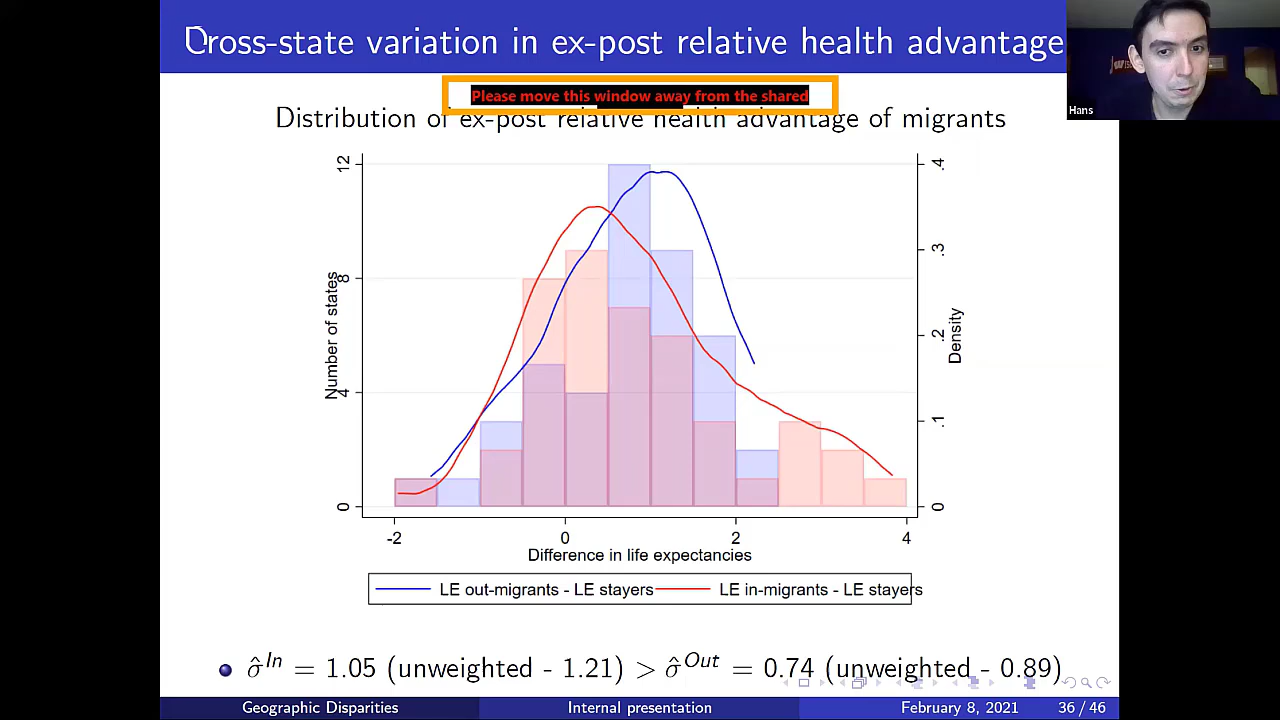 Cross-state variation in ex-post relative health advantage
Hans
Please move this window away from the shared
Distribution of ex-post relative health advantage of migrants
12
8
4
0
Number of states
.4
.3
.2
.1
0
Density
-2 0 2 4
Difference in life expectancies
LE out-migrants - LE stayers LE in-migrants - LE stayers
σ̂^In = 1.05 (unweighted - 1.21) > σ̂^Out = 0.74 (unweighted - 0.89)
Geographic Disparities Internal presentation February 8, 2021 36 / 46